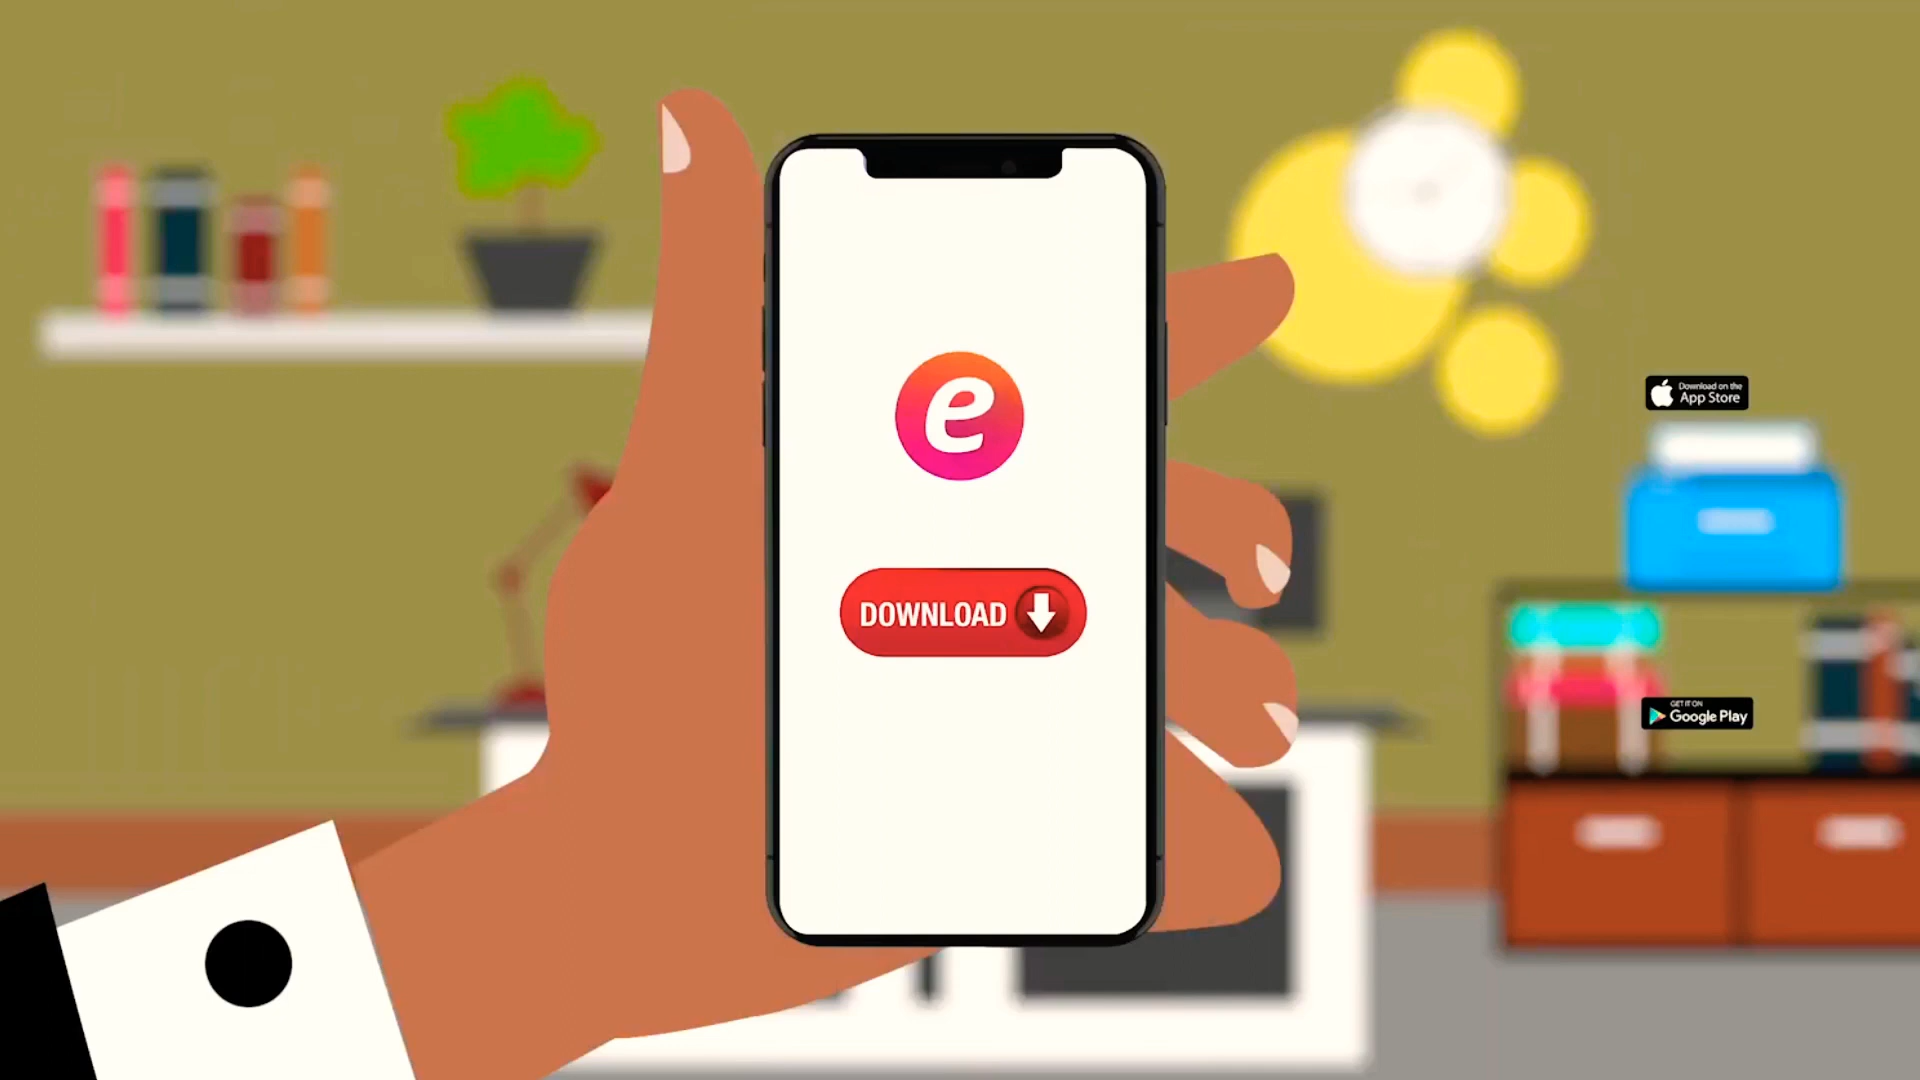 e
DOWNLOAD
Download on the
App Store
GET IT ON
Google Play